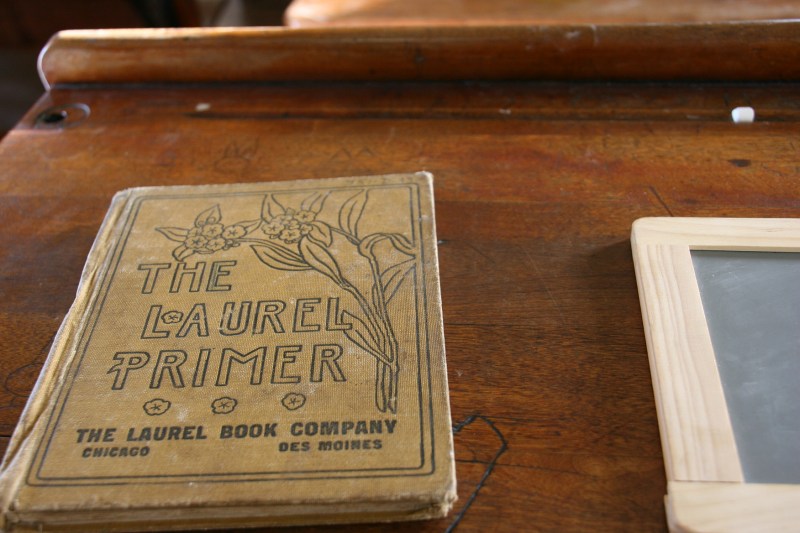 THE
LAUREL
PRIMER
THE LAUREL BOOK COMPANY
CHICAGO DES MOINES